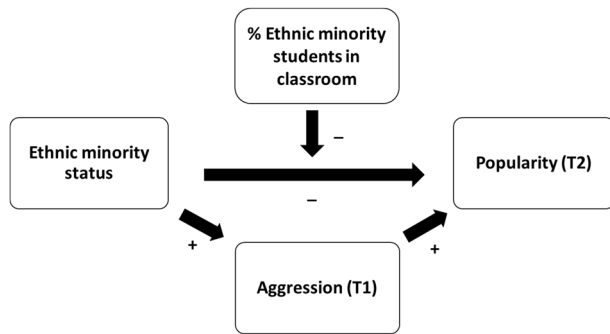 % Ethnic minority
students in
classroom
–
Ethnic minority
status
Popularity (T2)
–
+
+
Aggression (T1)